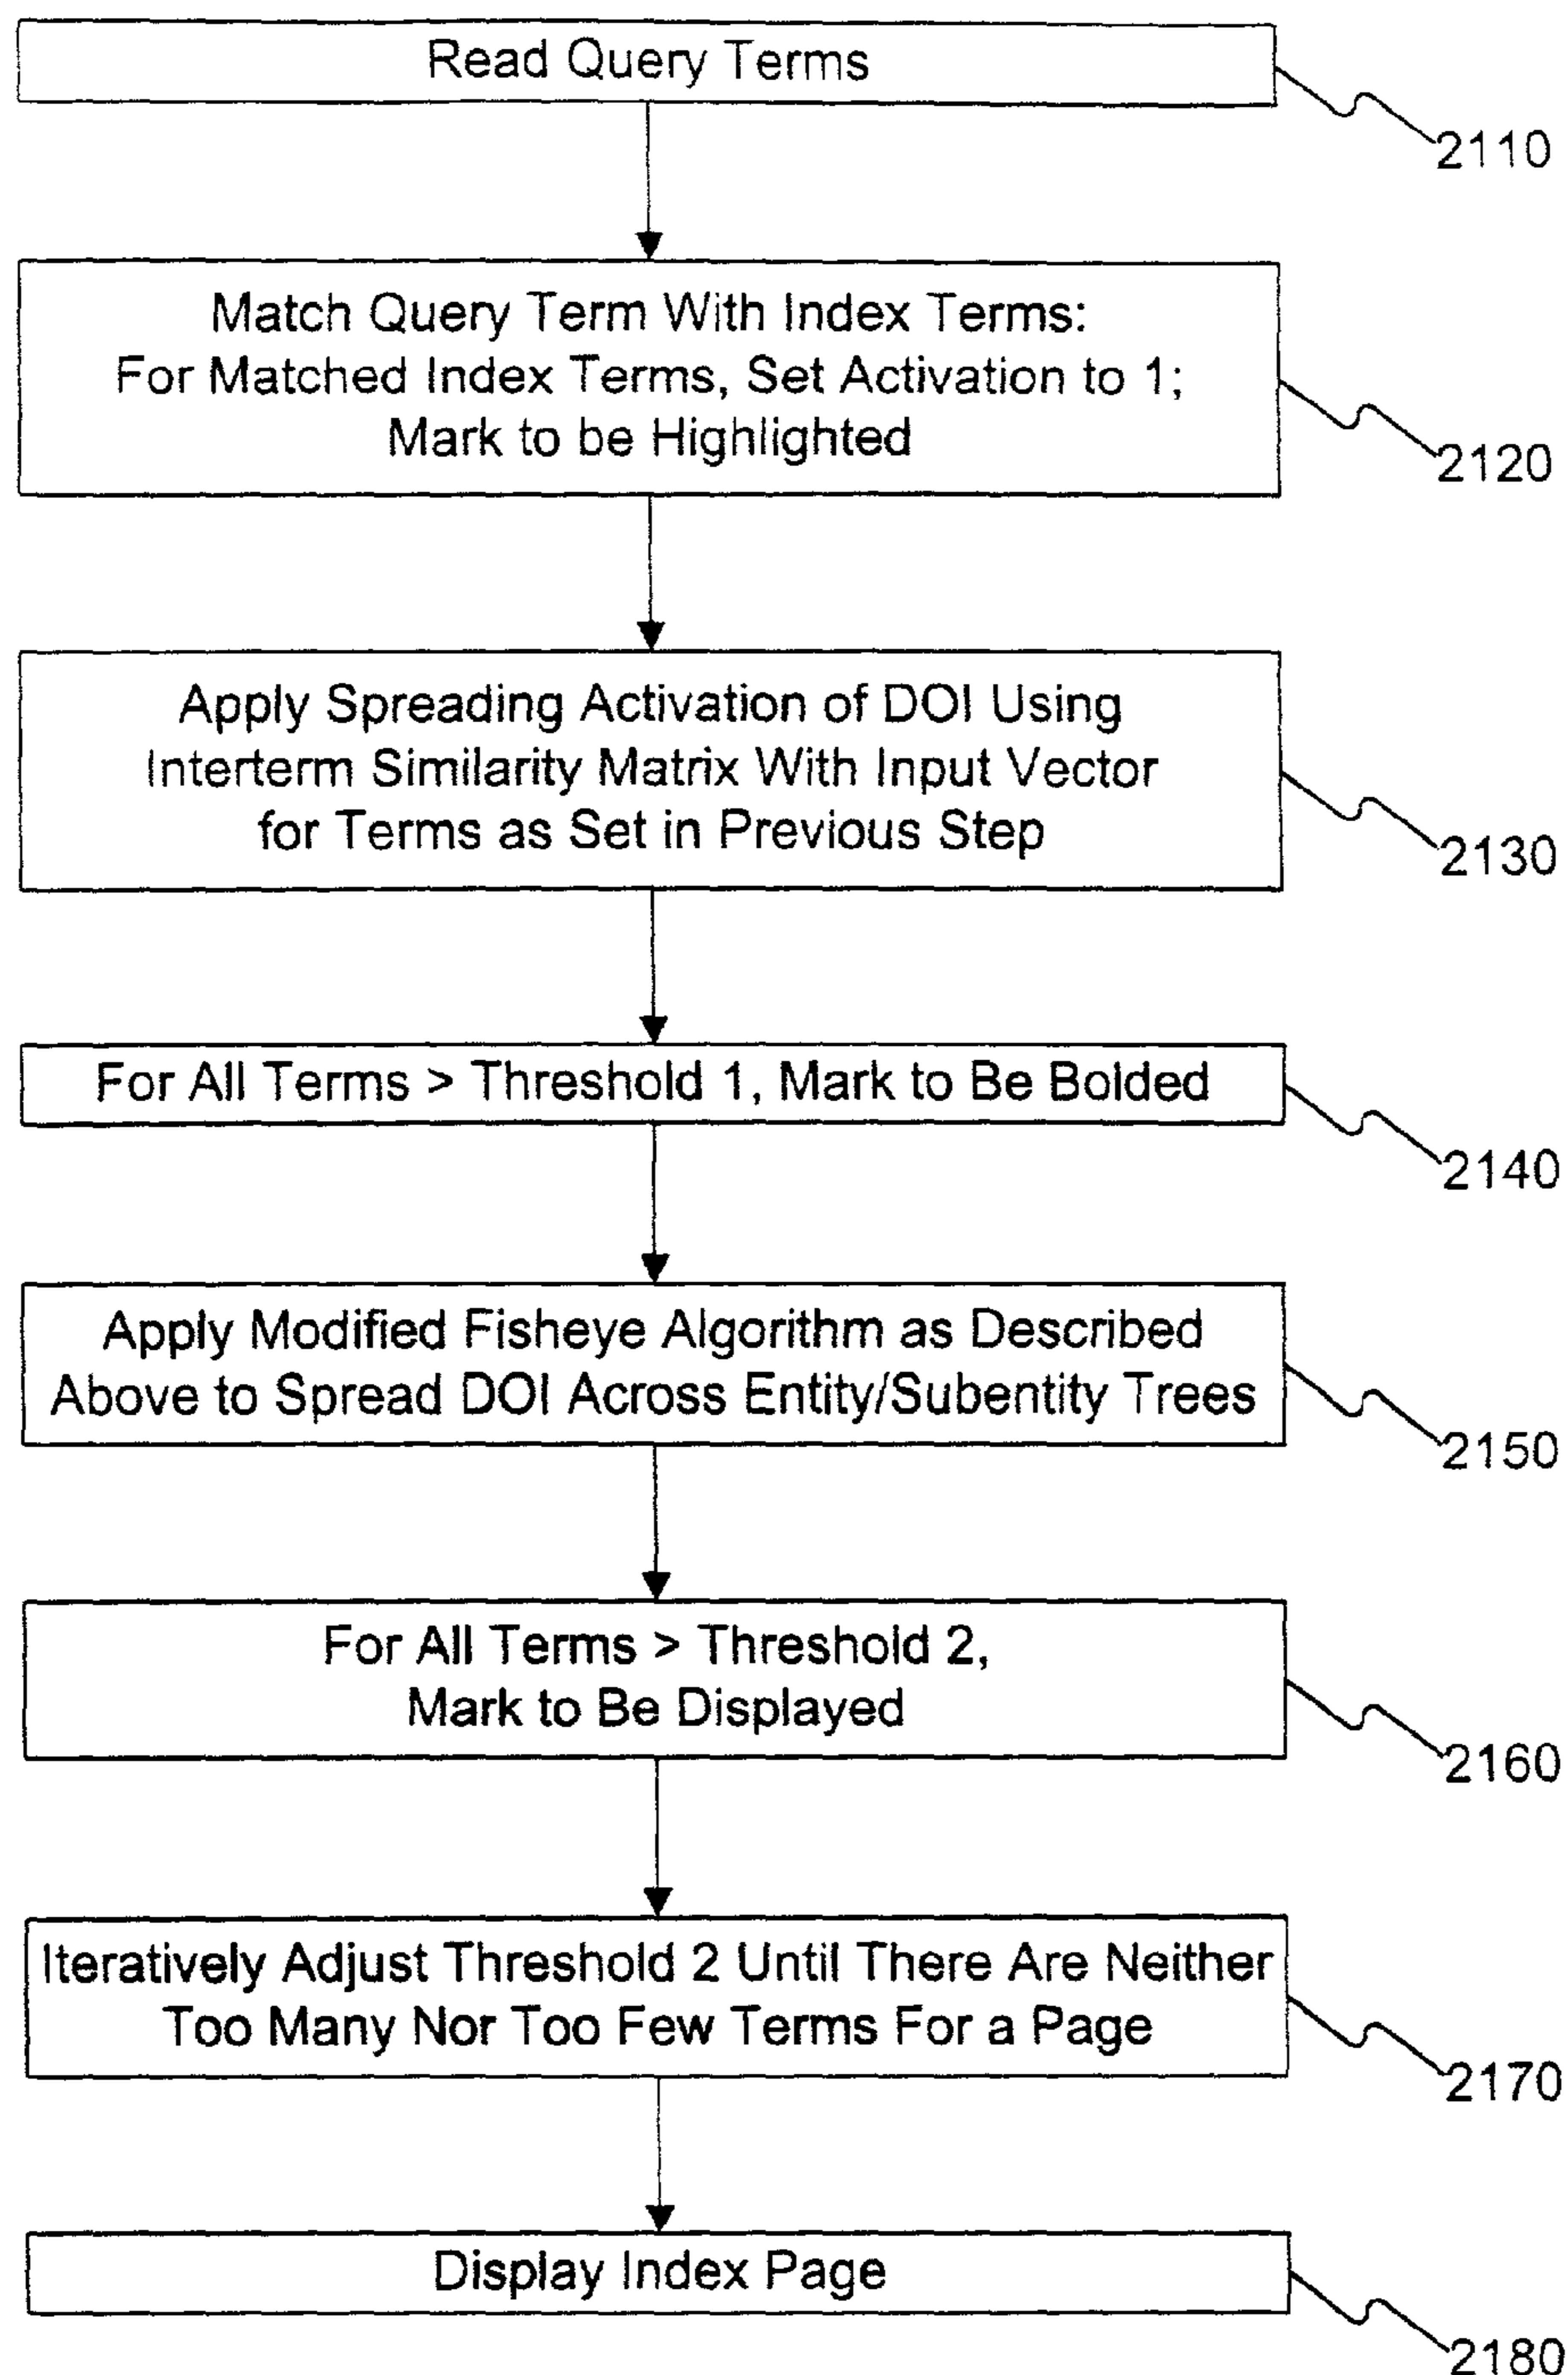 Read Query Terms
2110
Match Query Term With Index Terms:
For Matched Index Terms, Set Activation to 1;
Mark to be Highlighted
2120
Apply Spreading Activation of DOI Using
Interterm Similarity Matrix With Input Vector
for Terms as Set in Previous Step
2130
For All Terms > Threshold 1, Mark to Be Bolded
2140
Apply Modified Fisheye Algorithm as Described
Above to Spread DOI Across Entity/Subentity Trees
2150
For All Terms > Threshold 2,
Mark to Be Displayed
2160
Iteratively Adjust Threshold 2 Until There Are Neither
Too Many Nor Too Few Terms For a Page
2170
Display Index Page
2180